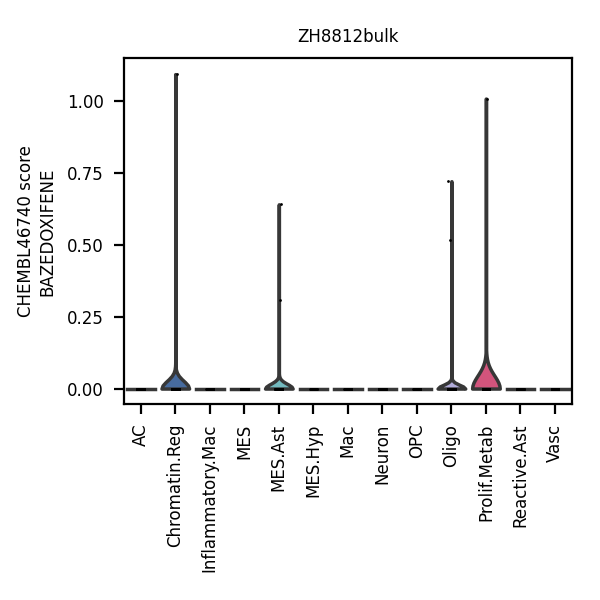 ZH8812bulk
CHEMBL46740 score
BAZEDOXIFENE
1.00
0.75
0.50
0.25
0.00
AC
Chromatin.Reg
Inflammatory.Mac
MES
MES.Ast
MES.Hyp
Mac
Neuron
OPC
Oligo
Prolif.Metab
Reactive.Ast
Vasc